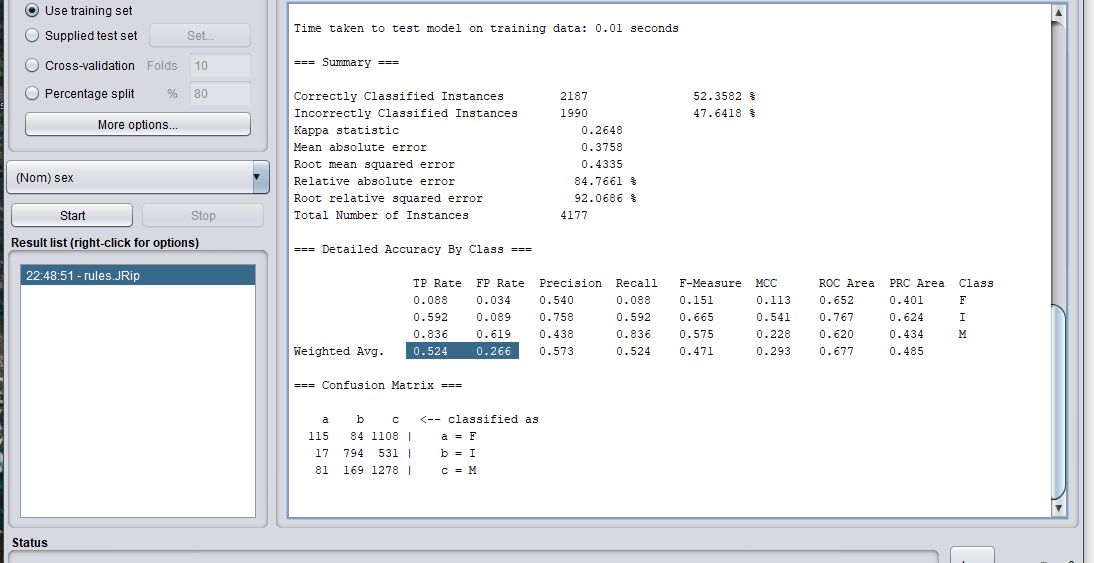 Use training set
Supplied test set Set...
Cross-validation Folds 10
Percentage split % 80
More options...
(Nom) sex
Start Stop
Result list (right-click for options)
22:48:51 - rules.JRip
Time taken to test model on training data: 0.01 seconds
=== Summary ===
Correctly Classified Instances 2187 52.3582 %
Incorrectly Classified Instances 1990 47.6418 %
Kappa statistic 0.2648
Mean absolute error 0.3758
Root mean squared error 0.4335
Relative absolute error 84.7661 %
Root relative squared error 92.0686 %
Total Number of Instances 4177
=== Detailed Accuracy By Class ===
TP Rate FP Rate Precision Recall F-Measure MCC ROC Area PRC Area Class
0.088 0.034 0.540 0.088 0.151 0.113 0.652 0.401 F
0.592 0.089 0.758 0.592 0.665 0.541 0.767 0.624 I
0.836 0.619 0.438 0.836 0.575 0.228 0.620 0.434 M
Weighted Avg. 0.524 0.266 0.573 0.524 0.471 0.293 0.677 0.485
=== Confusion Matrix ===
a b c <-- classified as
115 84 1108 | a = F
17 794 531 | b = I
81 169 1278 | c = M
Status